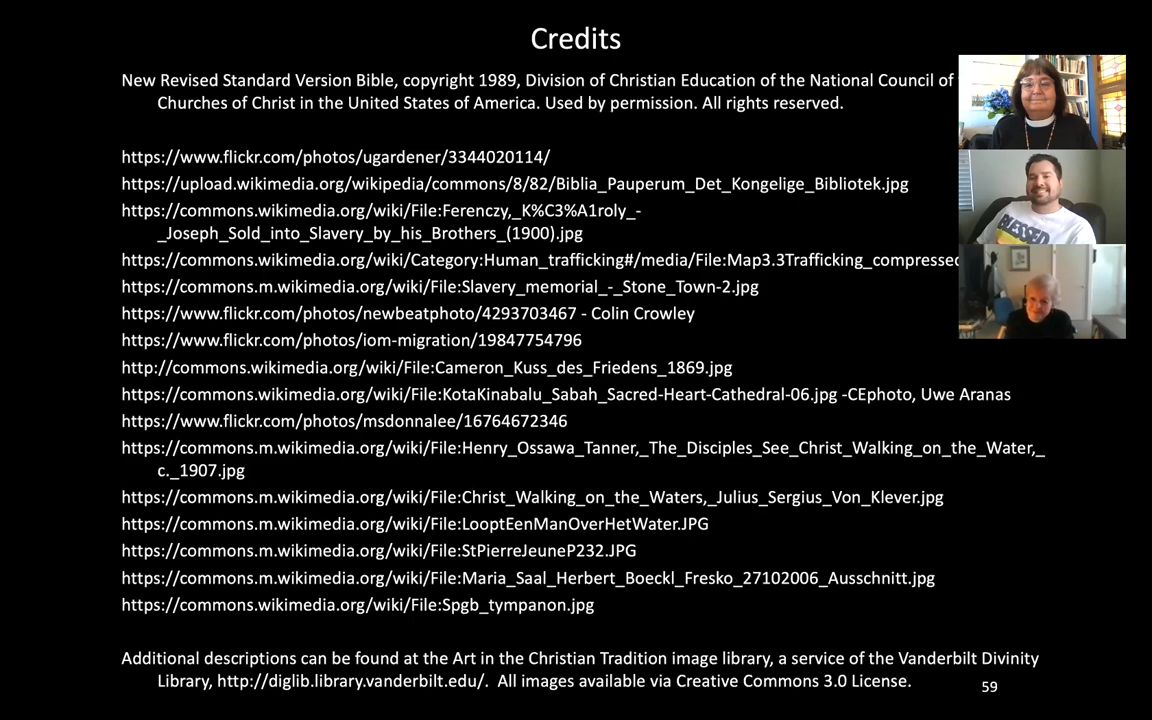 Credits
New Revised Standard Version Bible, copyright 1989, Division of Christian Education of the National Council of
Churches of Christ in the United States of America. Used by permission. All rights reserved.
https://www.flickr.com/photos/ugardener/3344020114/
https://upload.wikimedia.org/wikipedia/commons/8/82/Biblia_Pauperum_Det_Kongelige_Bibliotek.jpg
https://commons.wikimedia.org/wiki/File:Ferenczy,_K%C3%A1roly_-
_Joseph_Sold_into_Slavery_by_his_Brothers_(1900).jpg
https://commons.wikimedia.org/wiki/Category:Human_trafficking#/media/File:Map3.3Trafficking_compressed
https://commons.m.wikimedia.org/wiki/File:Slavery_memorial_-_Stone_Town-2.jpg
https://www.flickr.com/photos/newbeatphoto/4293703467 - Colin Crowley
https://www.flickr.com/photos/iom-migration/19847754796
http://commons.wikimedia.org/wiki/File:Cameron_Kuss_des_Friedens_1869.jpg
https://commons.wikimedia.org/wiki/File:KotaKinabalu_Sabah_Sacred-Heart-Cathedral-06.jpg -CEphoto, Uwe Aranas
https://www.flickr.com/photos/msdonnalee/16764672346
https://commons.m.wikimedia.org/wiki/File:Henry_Ossawa_Tanner,_The_Disciples_See_Christ_Walking_on_the_Water,_
c._1907.jpg
https://commons.m.wikimedia.org/wiki/File:Christ_Walking_on_the_Waters,_Julius_Sergius_Von_Klever.jpg
https://commons.m.wikimedia.org/wiki/File:LooptEenManOverHetWater.JPG
https://commons.m.wikimedia.org/wiki/File:StPierreJeuneP232.JPG
https://commons.m.wikimedia.org/wiki/File:Maria_Saal_Herbert_Boeckl_Fresko_27102006_Ausschnitt.jpg
https://commons.wikimedia.org/wiki/File:Spgb_tympanon.jpg
Additional descriptions can be found at the Art in the Christian Tradition image library, a service of the Vanderbilt Divinity
Library, http://diglib.library.vanderbilt.edu/. All images available via Creative Commons 3.0 License.
59
BLESSED